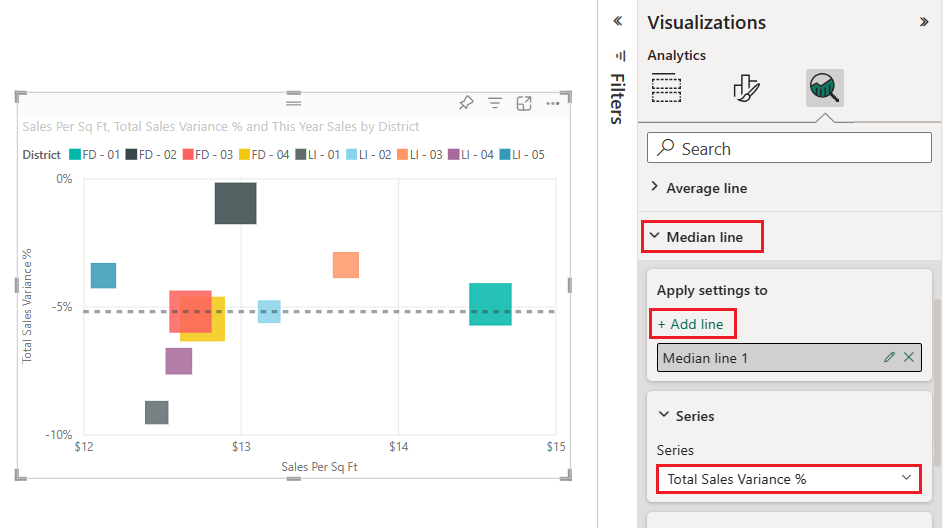 Sales Per Sq Ft, Total Sales Variance % and This Year Sales by District
District FD - 01 FD - 02 FD - 03 FD - 04 LI - 01 LI - 02 LI - 03 LI - 04 LI - 05
Total Sales Variance %
0%
-5%
-10%
$12 $13 $14 $15
Sales Per Sq Ft
Filters
Visualizations
Analytics
Search
Average line
Median line
Apply settings to
+ Add line
Median line 1
Series
Series
Total Sales Variance %